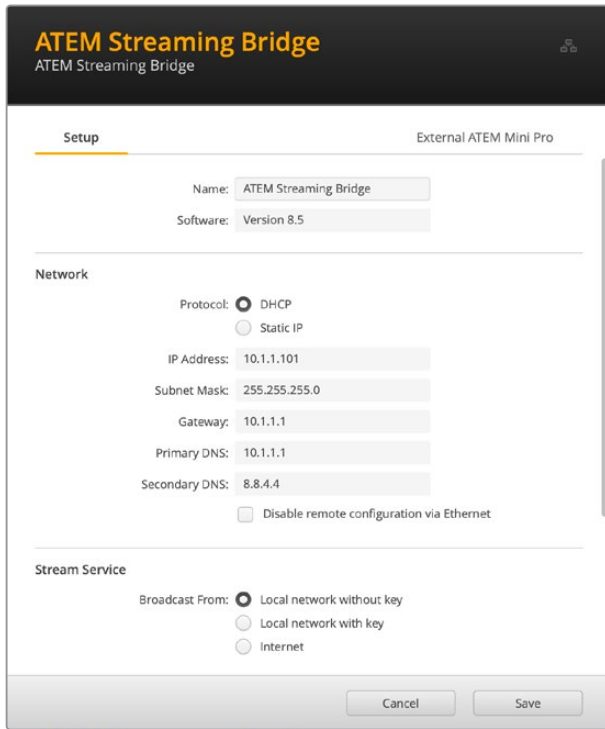 ATEM Streaming Bridge
ATEM Streaming Bridge
Setup
External ATEM Mini Pro
Name: ATEM Streaming Bridge
Software: Version 8.5
Network
Protocol: DHCP
Static IP
IP Address: 10.1.1.101
Subnet Mask: 255.255.255.0
Gateway: 10.1.1.1
Primary DNS: 10.1.1.1
Secondary DNS: 8.8.4.4
Disable remote configuration via Ethernet
Stream Service
Broadcast From: Local network without key
Local network with key
Internet
Cancel
Save